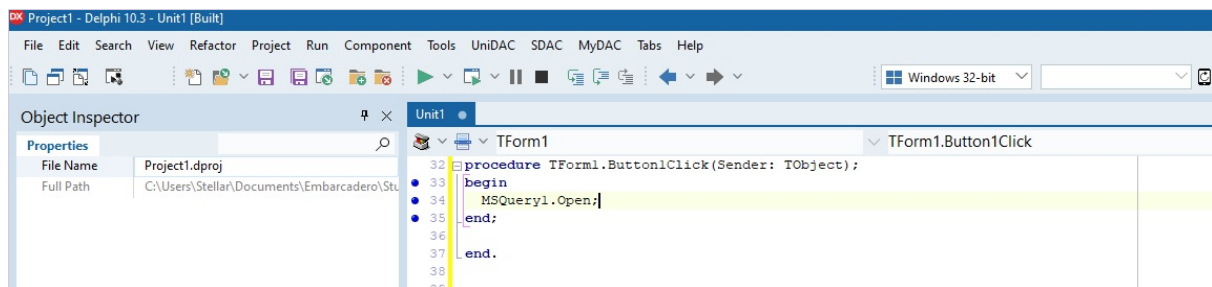 DX Project1 - Delphi 10.3 - Unit1 [Built]
File Edit Search View Refactor Project Run Component Tools UniDAC SDAC MyDAC Tabs Help
Windows 32-bit
Object Inspector
Unit1
Properties
TForm1
TForm1.Button1Click
File Name Project1.dproj
Full Path C:\Users\Stellar\Documents\Embarcadero\Stu
32 procedure TForm1.Button1Click(Sender: TObject);
33 begin
34 MSQuery1.Open;
35 end;
36
37 end.
38